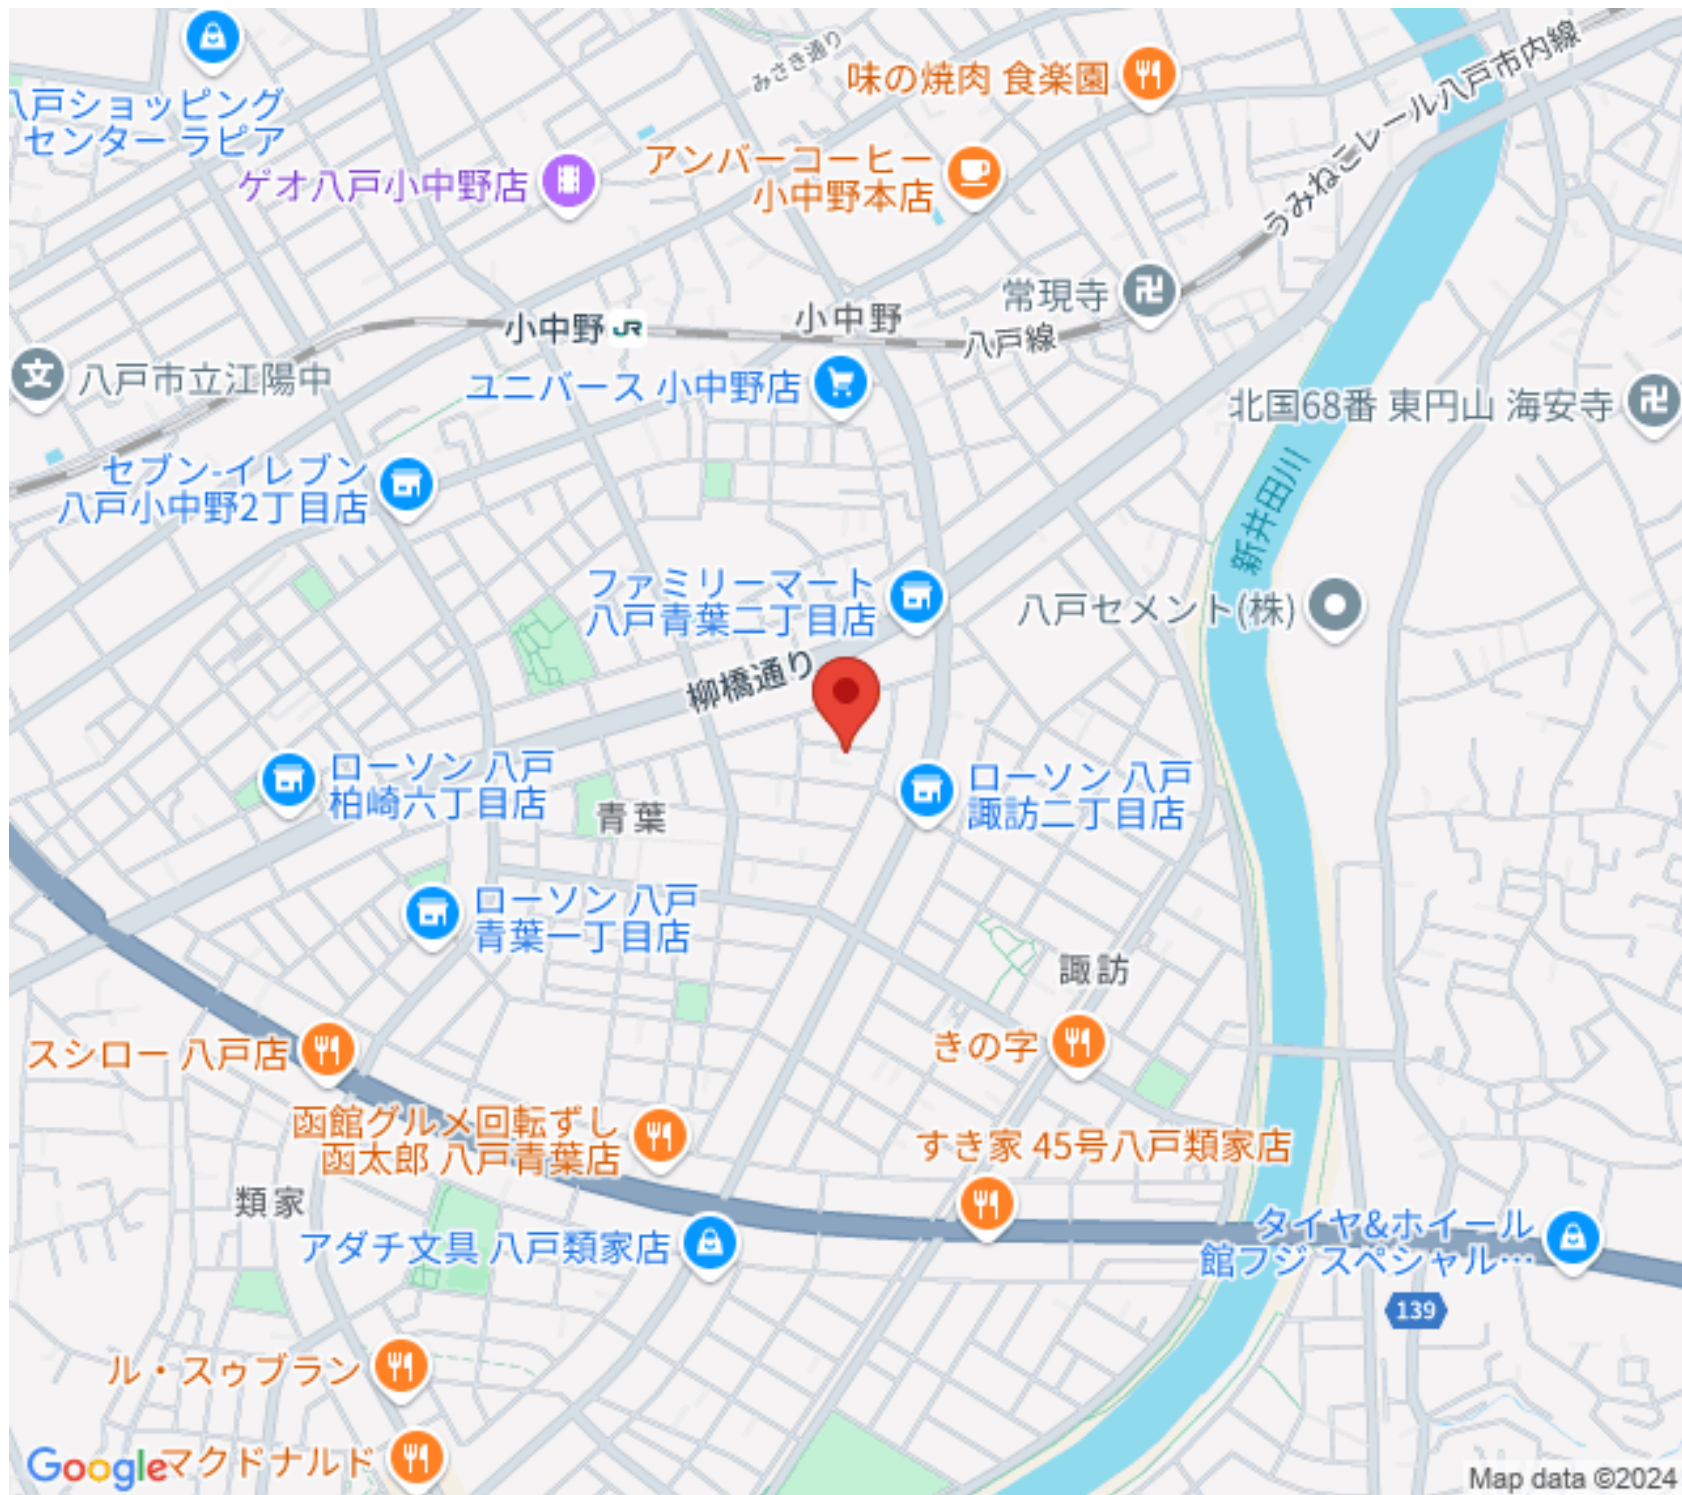 八戸ショッピング
センター ラピア
みさき通り
味の焼肉 食楽園
うみねこレール八戸市内線
アンバーコーヒー
小中野本店
ゲオ八戸小中野店
常現寺
小中野
JR
小中野
八戸線
八戸市立江陽中
ユニバース 小中野店
北国68番 東円山 海安寺
セブン-イレブン
八戸小中野2丁目店
新井田川
ファミリーマート
八戸青葉二丁目店
八戸セメント(株)
柳橋通り
ローソン 八戸
柏崎六丁目店
ローソン 八戸
諏訪二丁目店
青葉
ローソン 八戸
青葉一丁目店
諏訪
スシロー 八戸店
きの字
函館グルメ回転ずし
函太郎 八戸青葉店
すき家 45号八戸類家店
類家
アダチ文具 八戸類家店
タイヤ&ホイール
館フジ スペシャル…
139
ル・スゥブラン
マクドナルド
Google
Map data ©2024
文